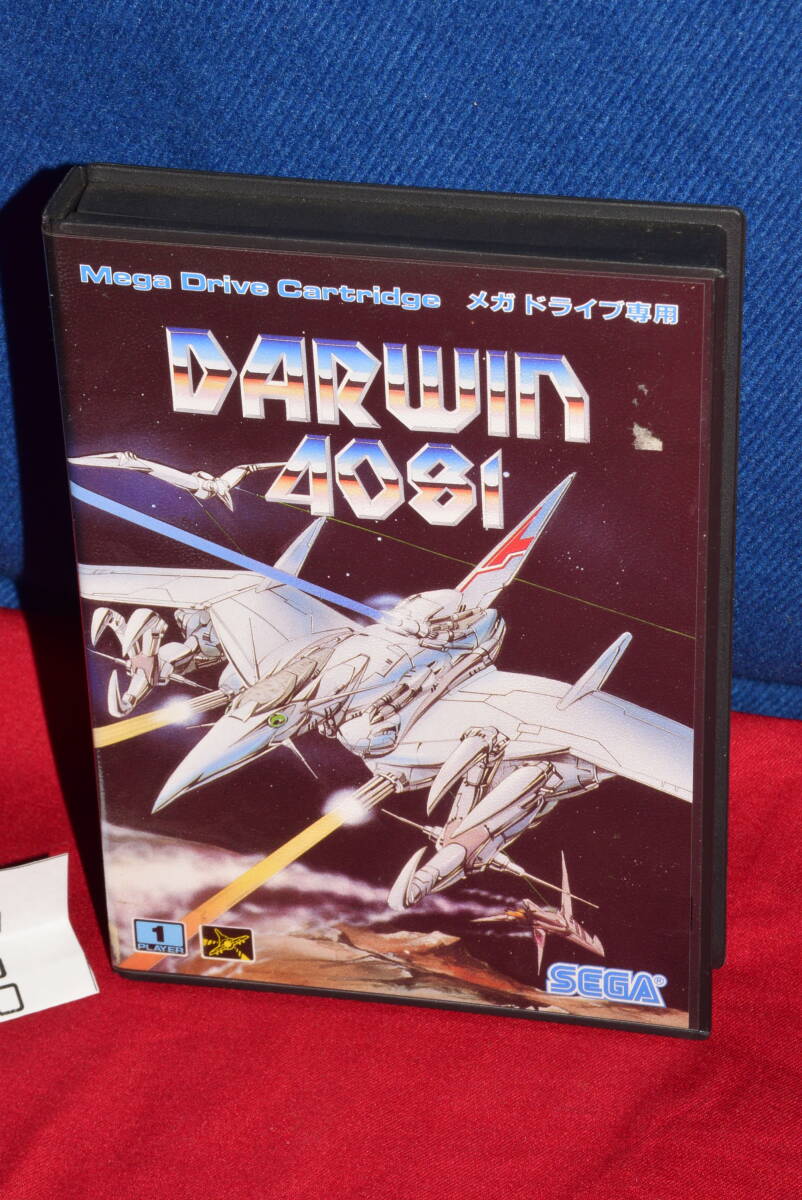 Mega Drive Cartridge メガドライブ専用
DARWIN
4081
1
PLAYER
SEGA®